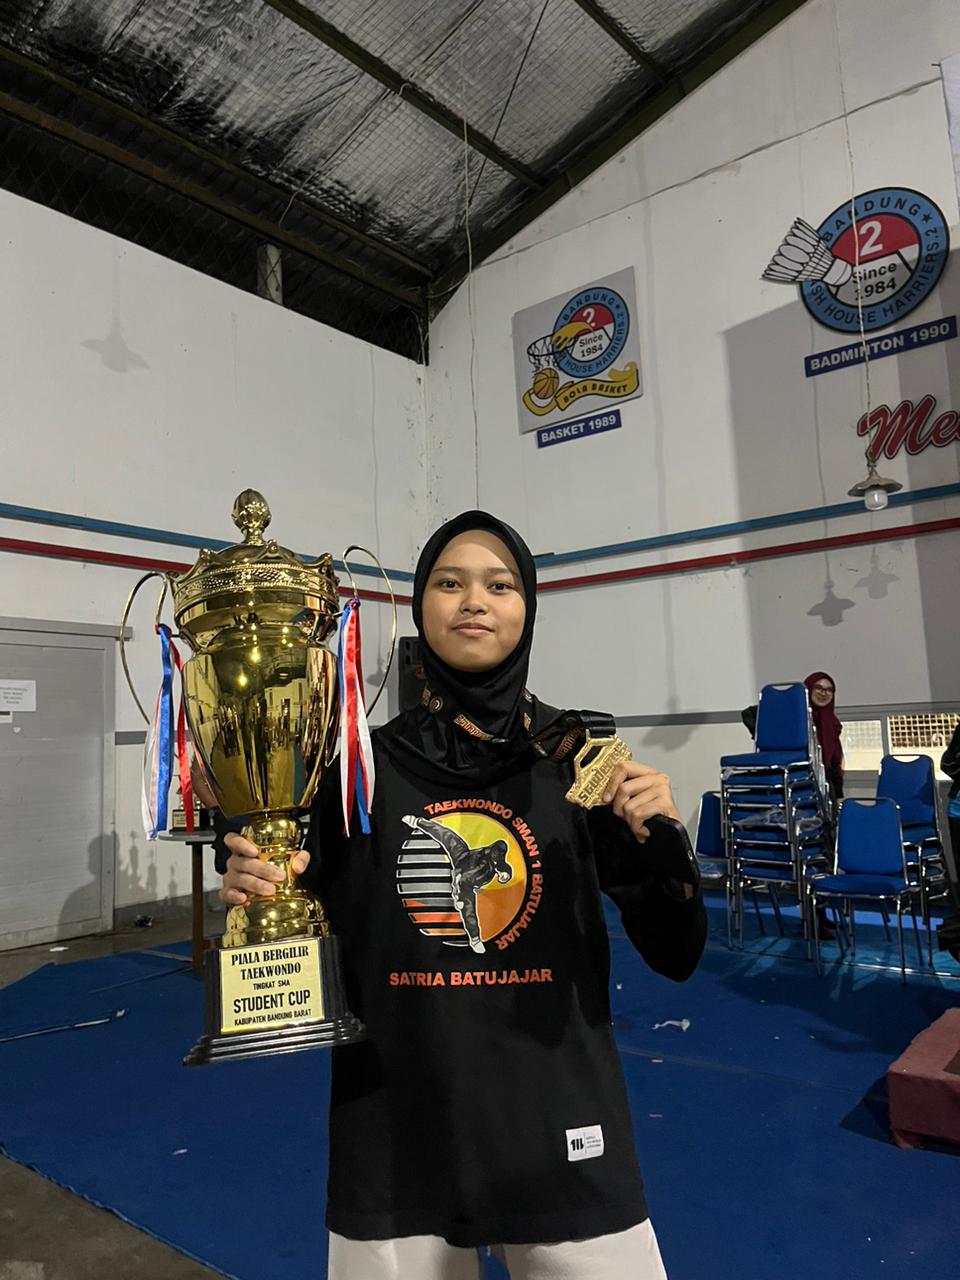 BANDUNG
2
Since
1984
HOUSE HARRIERS,2
BOLA BASKET
BASKET 1989
BANDUNG
2
Since
1984
SH HOUSE HARRIERS,2
BADMINTON 1990
Me
TAEKWONDO SMAN 1 BATUJAJAR
SATRIA BATUJAJAR
PIALA BERGILIR
TAEKWONDO
TINGKAT SMA
STUDENT CUP
KABUPATEN BANDUNG BARAT